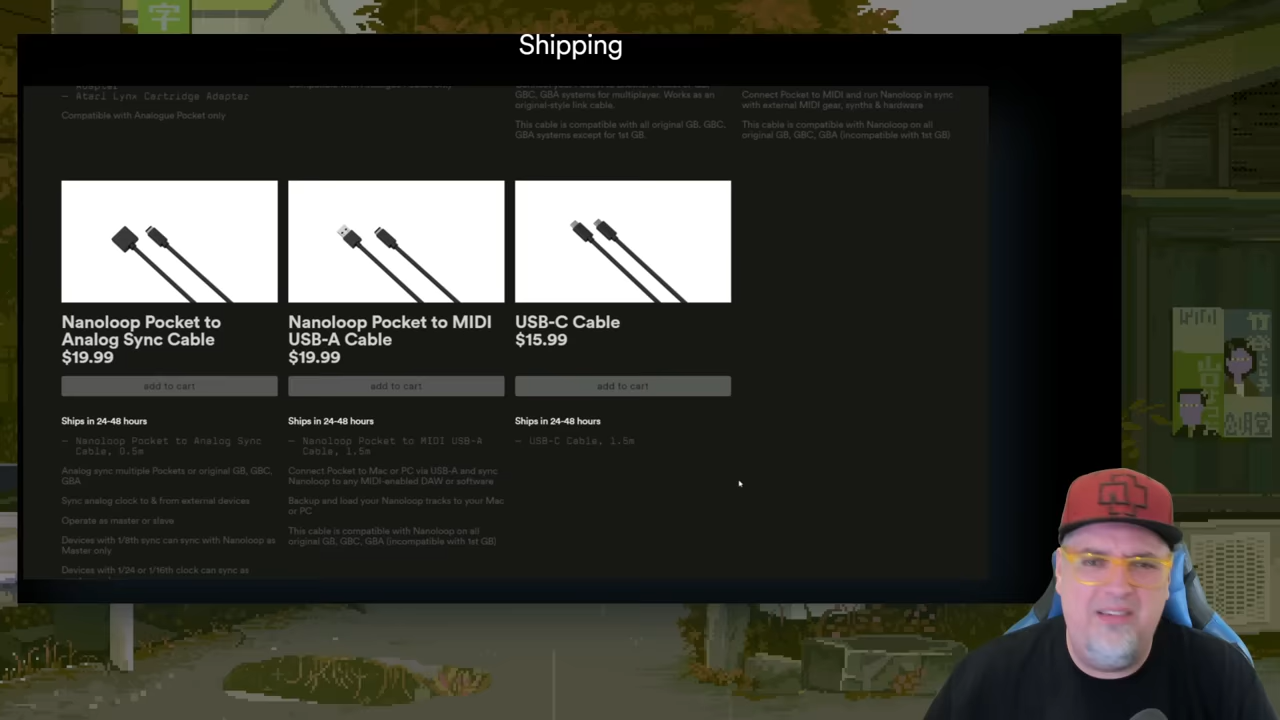 字
Shipping
Adapter
— Atari Lynx Cartridge Adapter
Compatible with Analogue Pocket only
GBC, GBA systems for multiplayer. Works as an
original-style link cable.
This cable is compatible with all original GB, GBC,
GBA systems except for 1st GB.
Connect Pocket to MIDI and run Nanoloop in sync
with external MIDI gear, synths & hardware
This cable is compatible with Nanoloop on all
original GB, GBC, GBA (incompatible with 1st GB)
Nanoloop Pocket to
Analog Sync Cable
$19.99
add to cart
Ships in 24-48 hours
— Nanoloop Pocket to Analog Sync
Cable, 0.5m
Analog sync multiple Pockets or original GB, GBC,
GBA
Sync analog clock to & from external devices
Operate as master or slave
Devices with 1/8th sync can sync with Nanoloop as
Master only
Devices with 1/24 or 1/16th clock can sync as
Nanoloop Pocket to MIDI
USB-A Cable
$19.99
add to cart
Ships in 24-48 hours
— Nanoloop Pocket to MIDI USB-A
Cable, 1.5m
Connect Pocket to Mac or PC via USB-A and sync
Nanoloop to any MIDI-enabled DAW or software
Backup and load your Nanoloop tracks to your Mac
or PC
This cable is compatible with Nanoloop on all
original GB, GBC, GBA (incompatible with 1st GB)
USB-C Cable
$15.99
add to cart
Ships in 24-48 hours
— USB-C Cable, 1.5m